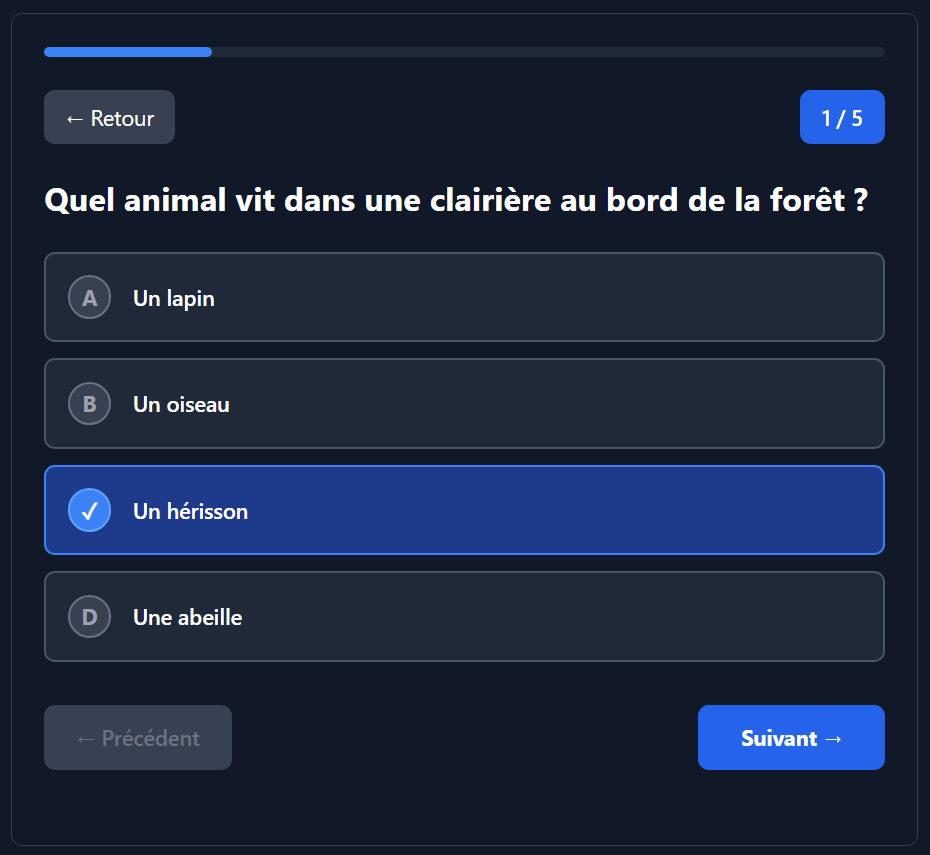 ← Retour
1 / 5
Quel animal vit dans une clairière au bord de la forêt ?
A Un lapin
B Un oiseau
✓ Un hérisson
D Une abeille
← Précédent
Suivant →